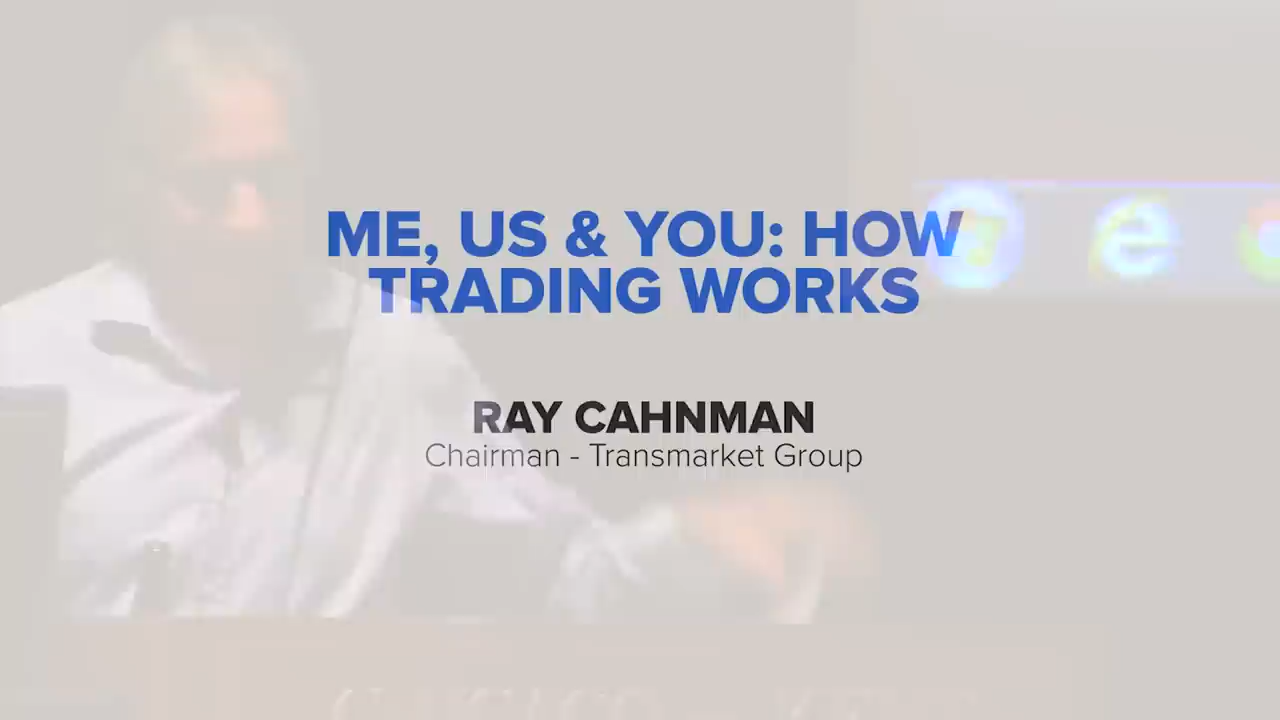 ME, US & YOU: HOW
TRADING WORKS
RAY CAHNMAN
Chairman - Transmarket Group